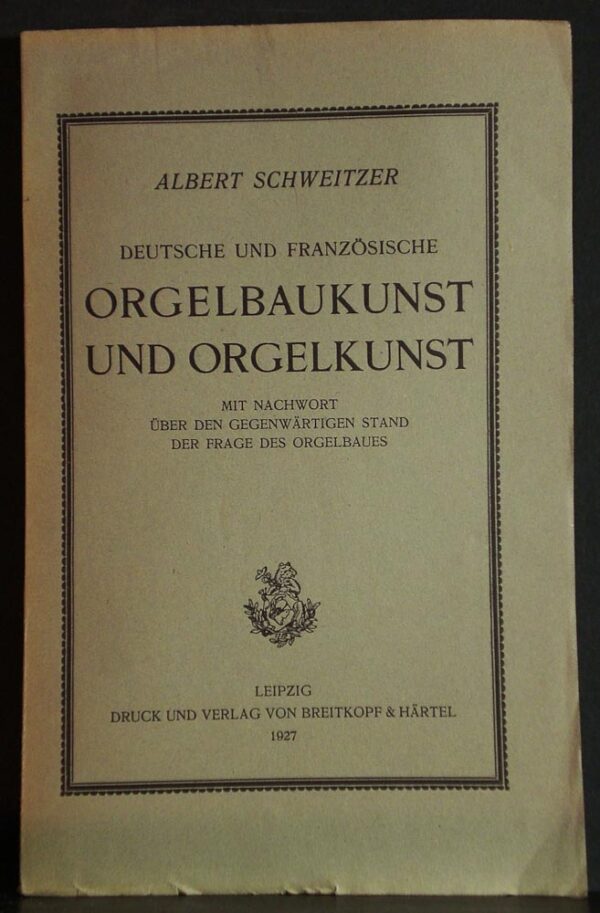 ALBERT SCHWEITZER
DEUTSCHE UND FRANZÖSISCHE
ORGELBAUKUNST
UND ORGELKUNST
MIT NACHWORT
ÜBER DEN GEGENWÄRTIGEN STAND
DER FRAGE DES ORGELBAUES
LEIPZIG
DRUCK UND VERLAG VON BREITKOPF & HÄRTEL
1927